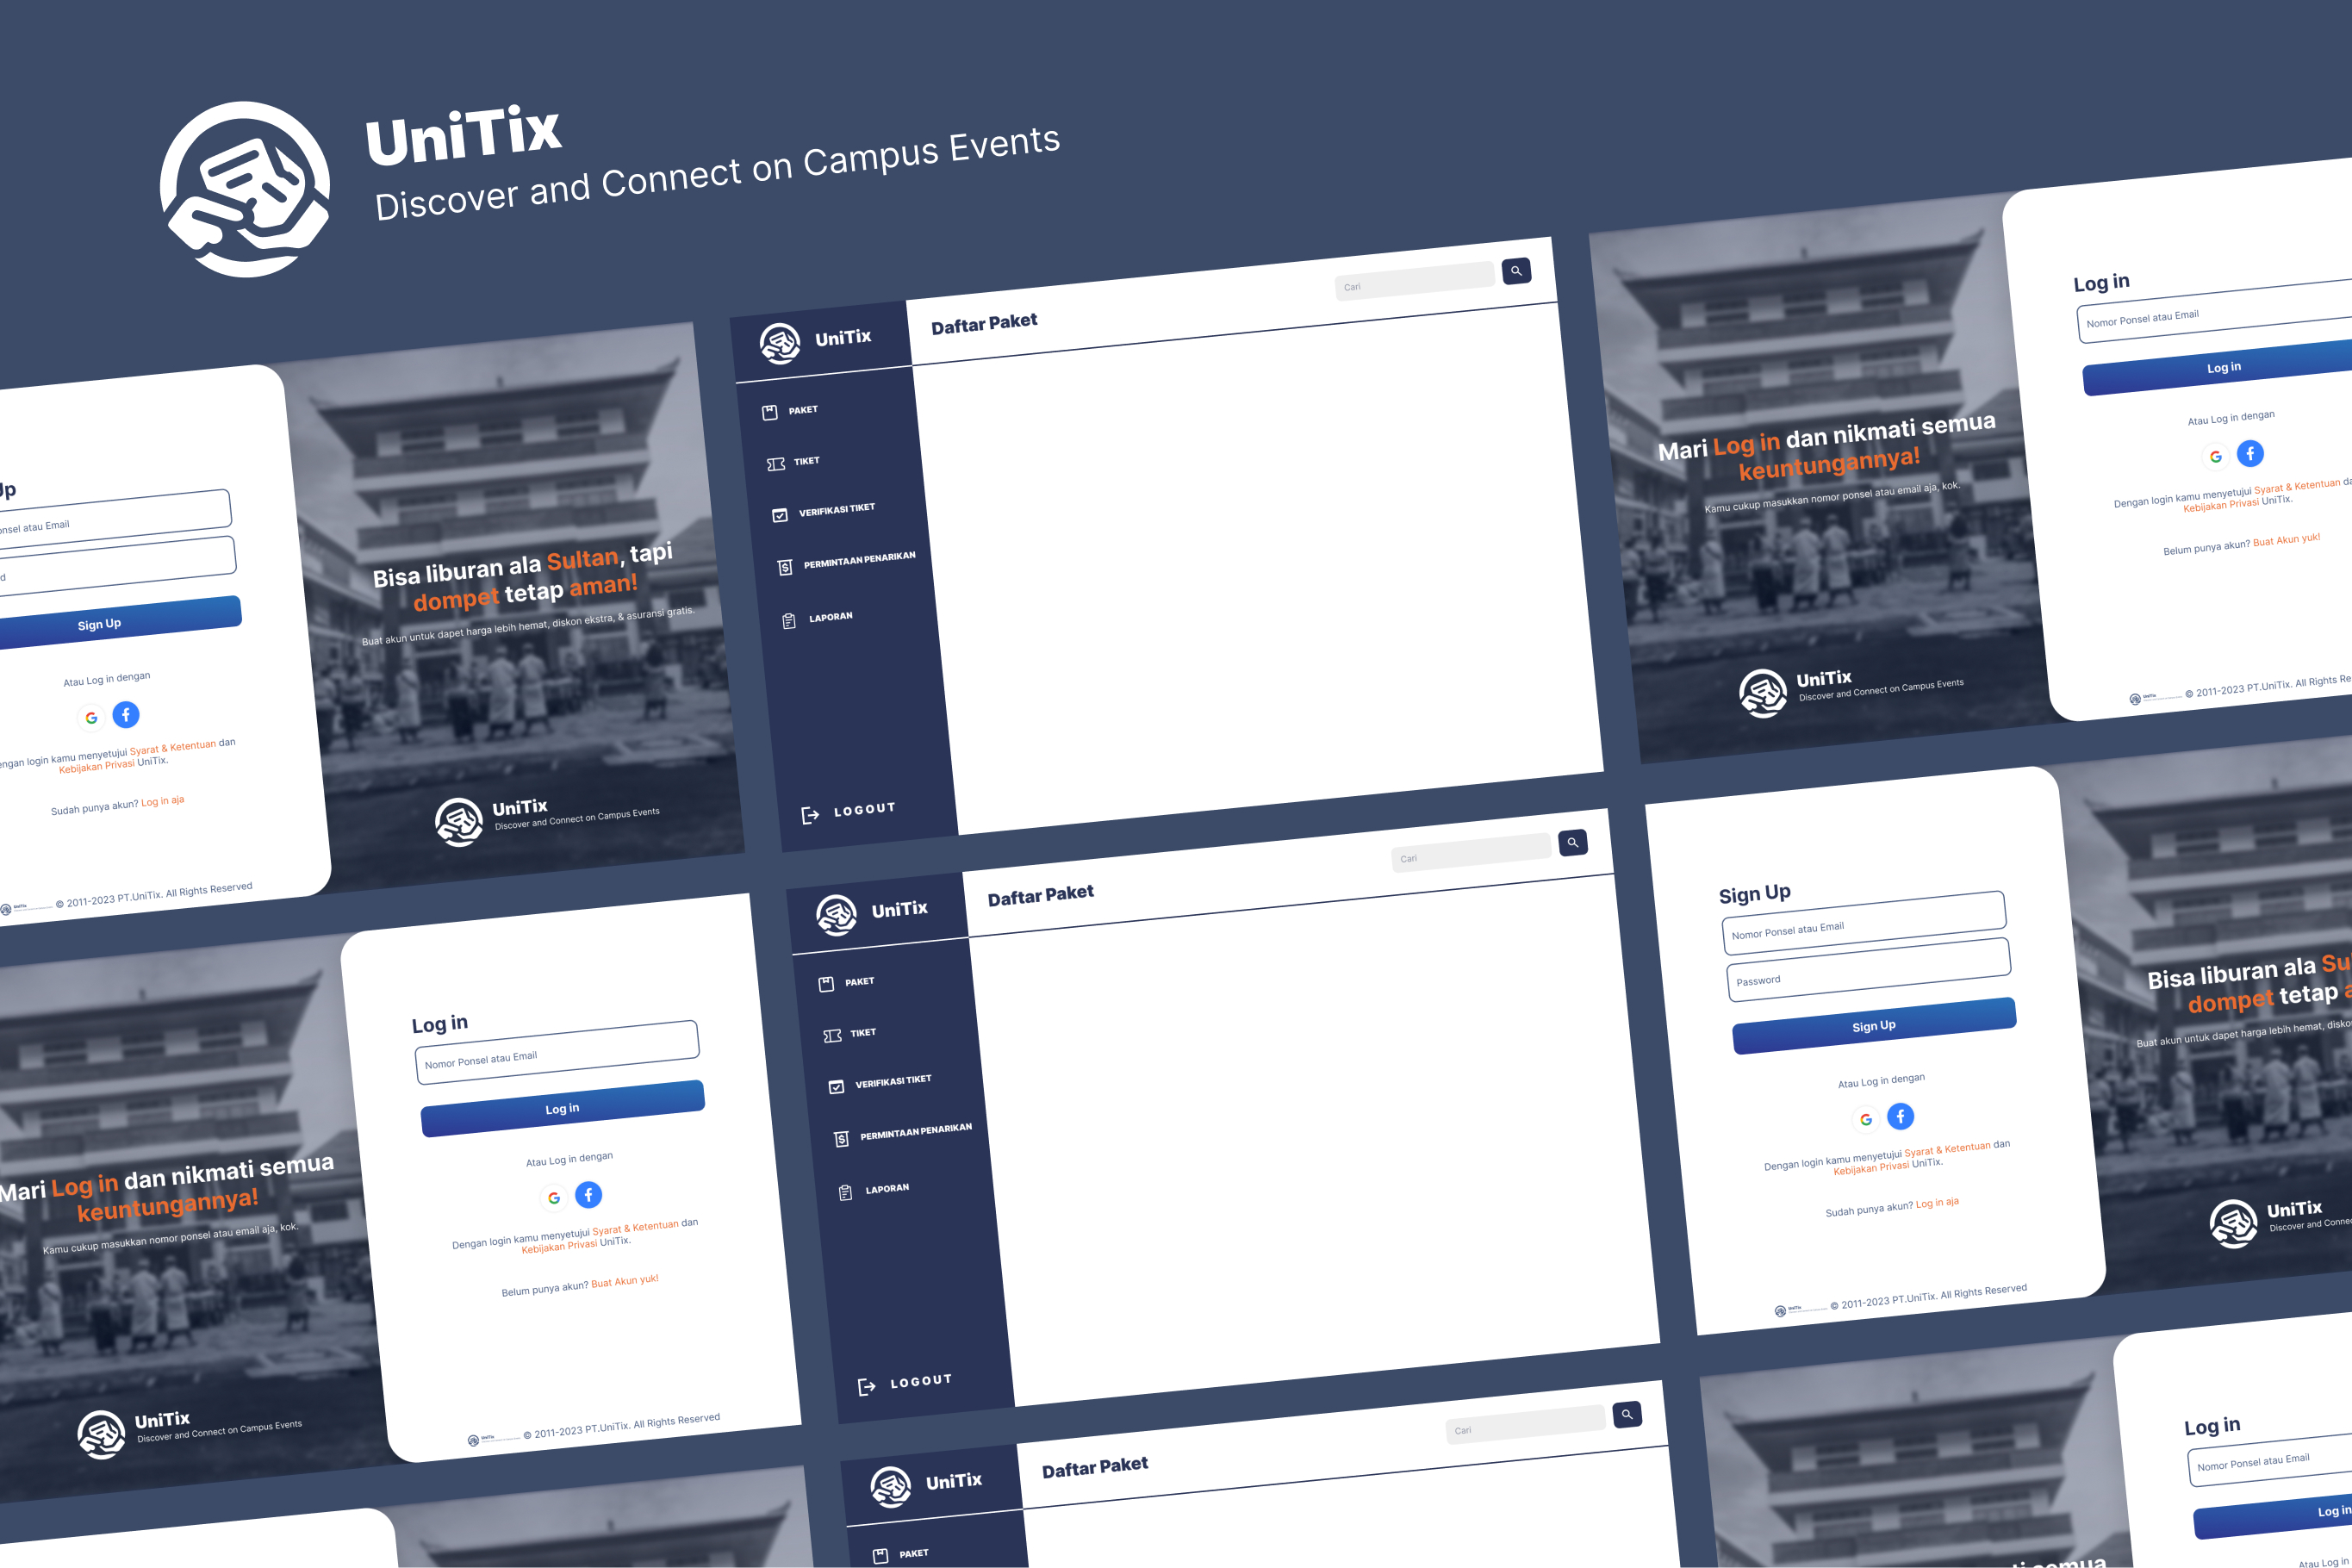 UniTix
Discover and Connect on Campus Events
Up
Ponsel atau Email
Sign Up
Atau Log in dengan
Dengan login kamu menyetujui Syarat & Ketentuan dan
Kebijakan Privasi UniTix.
Sudah punya akun? Log in aja
© 2011-2023 PT.UniTix. All Rights Reserved
Bisa liburan ala Sultan, tapi
dompet tetap aman!
Buat akun untuk dapat harga lebih hemat, diskon ekstra, & asuransi gratis.
UniTix
Discover and Connect on Campus Events
UniTix
Daftar Paket
Cari
PAKET
TIKET
VERIFIKASI TIKET
PERMINTAAN PENARIKAN
LAPORAN
LOGOUT
Mari Log in dan nikmati semua
keuntungannya!
Kamu cukup masukkan nomor ponsel atau email aja, kok.
UniTix
Discover and Connect on Campus Events
Log in
Nomor Ponsel atau Email
Log in
Atau Log in dengan
Dengan login kamu menyetujui Syarat & Ketentuan
Kebijakan Privasi UniTix.
Belum punya akun? Buat Akun yuk!
© 2011-2023 PT.UniTix. All Rights
Mari Log in dan nikmati semua
keuntungannya!
Kamu cukup masukkan nomor ponsel atau email aja, kok.
UniTix
Discover and Connect on Campus Events
Log in
Nomor Ponsel atau Email
Log in
Atau Log in dengan
Dengan login kamu menyetujui Syarat & Ketentuan dan
Kebijakan Privasi UniTix.
Belum punya akun? Buat Akun yuk!
UniTix
© 2011-2023 PT.UniTix. All Rights Reserved
UniTix
Daftar Paket
Cari
PAKET
TIKET
VERIFIKASI TIKET
PERMINTAAN PENARIKAN
LAPORAN
LOGOUT
Sign Up
Nomor Ponsel atau Email
Password
Sign Up
Atau Log in dengan
Dengan login kamu menyetujui Syarat & Ketentuan dan
Kebijakan Privasi UniTix.
Sudah punya akun? Log in aja
UniTix
© 2011-2023 PT.UniTix. All Rights Reserved
Bisa liburan ala
dompet tetap
Buat akun untuk dapat harga lebih hemat,
UniTix
Discover and
UniTix
Daftar Paket
Cari
PAKET
semua
Log in
Nomor Ponsel atau Email
Log in
Atau Log in